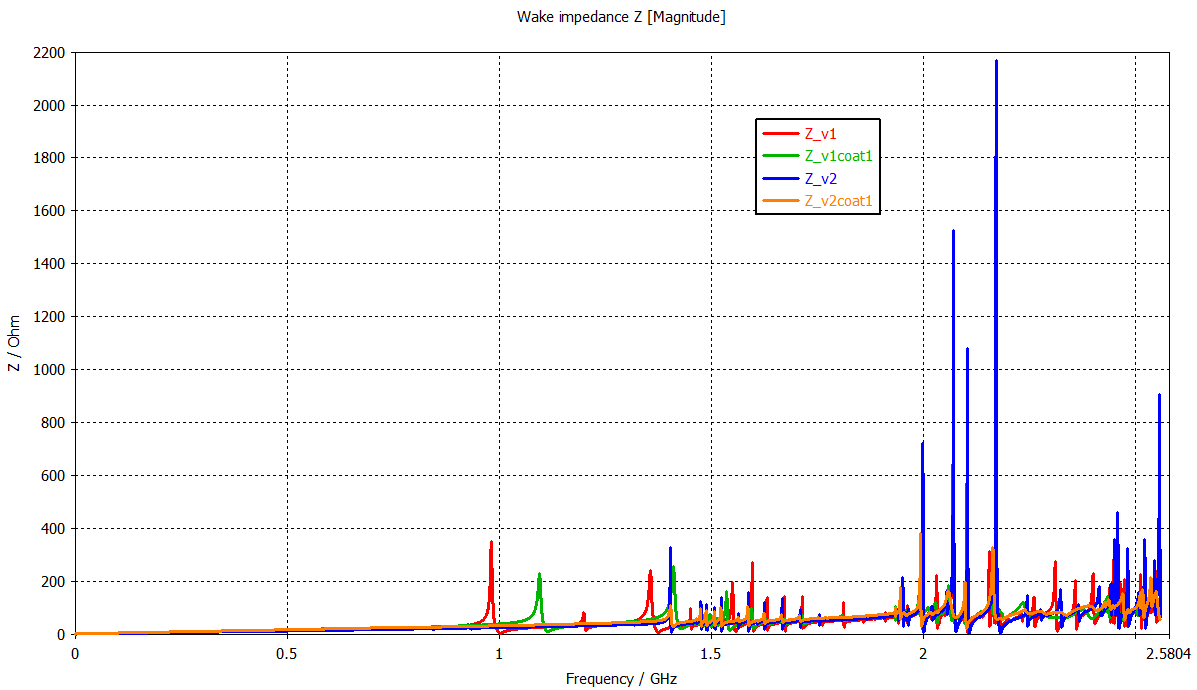 Wake impedance Z [Magnitude]
2200
2000
1800
1600
1400
1200
1000
800
600
400
200
0
Z / Ohm
Z_v1
Z_v1coat1
Z_v2
Z_v2coat1
0
0.5
1
1.5
2
2.5804
Frequency / GHz